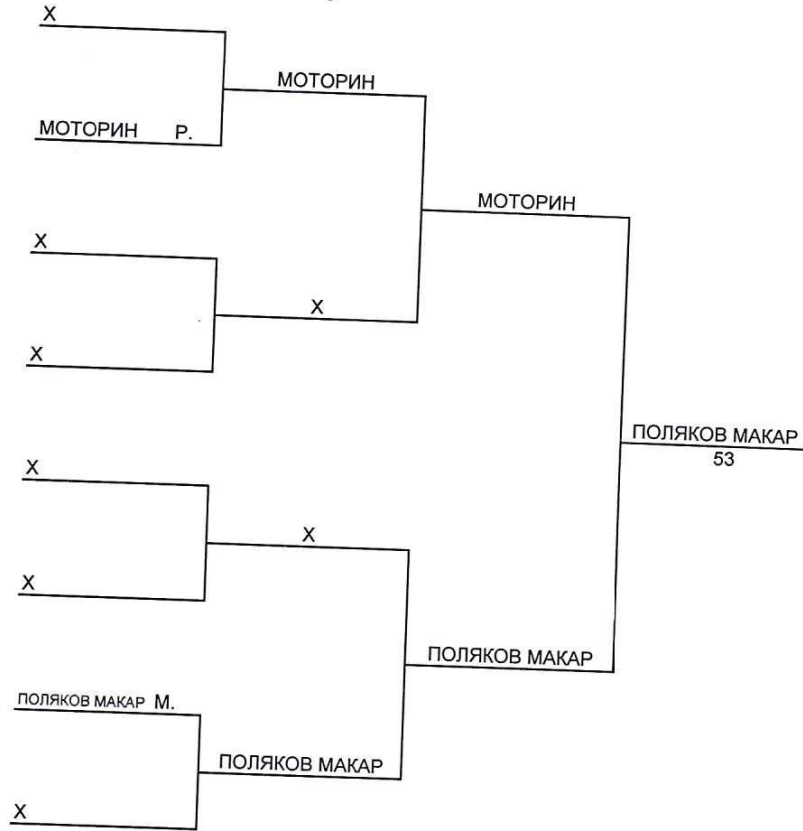 X
МОТОРИН
МОТОРИН Р.
МОТОРИН
X
X
X
ПОЛЯКОВ МАКАР
53
X
X
X
ПОЛЯКОВ МАКАР
ПОЛЯКОВ МАКАР М.
ПОЛЯКОВ МАКАР
X